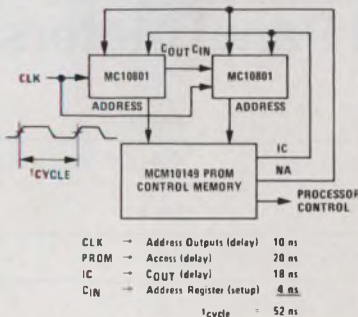 COUT CIN
CLK
MC10801
MC10801
ADDRESS
ADDRESS
IC
NA
tCYCLE
MCM10149 PROM
CONTROL MEMORY
PROCESSOR
CONTROL
CLK → Address Outputs (delay) 10 ns
PROM → Access (delay) 20 ns
IC → COUT (delay) 18 ns
CIN → Address Register (setup) 4 ns
tcycle = 52 ns